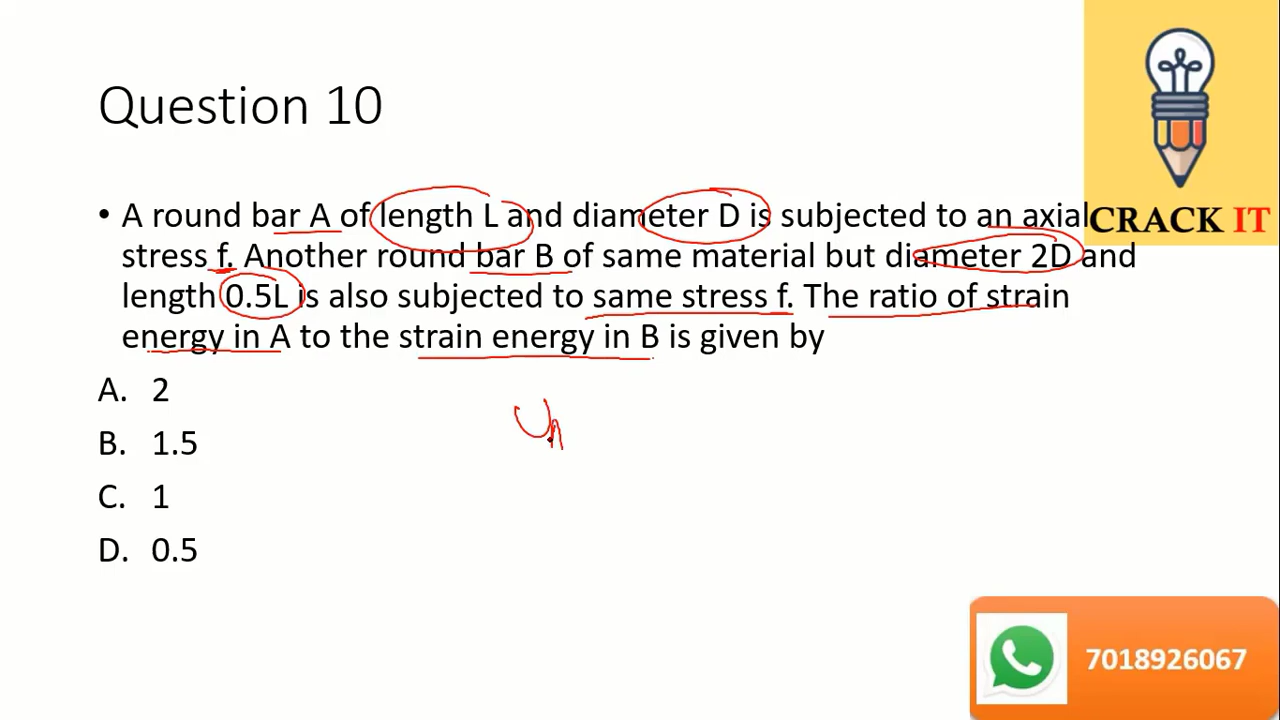 Question 10
• A round bar A of length L and diameter D is subjected to an axial
stress f. Another round bar B of same material but diameter 2D and
length 0.5L is also subjected to same stress f. The ratio of strain
energy in A to the strain energy in B is given by
A. 2
B. 1.5
C. 1
D. 0.5
CRACK IT
7018926067